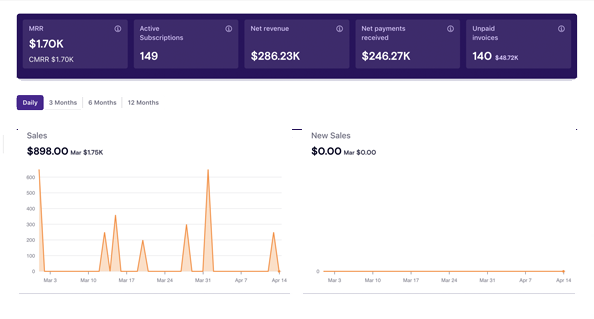 MRR
$1.70K
CMRR $1.70K
Active
Subscriptions
149
Net revenue
$286.23K
Net payments
received
$246.27K
Unpaid
invoices
140 $48.72K
Daily 3 Months 6 Months 12 Months
Sales
$898.00 Mar $1.75K
600
500
400
300
200
100
0
Mar 3 Mar 10 Mar 17 Mar 24 Mar 31 Apr 7 Apr 14
New Sales
$0.00 Mar $0.00
0
Mar 3 Mar 10 Mar 17 Mar 24 Mar 31 Apr 7 Apr 14